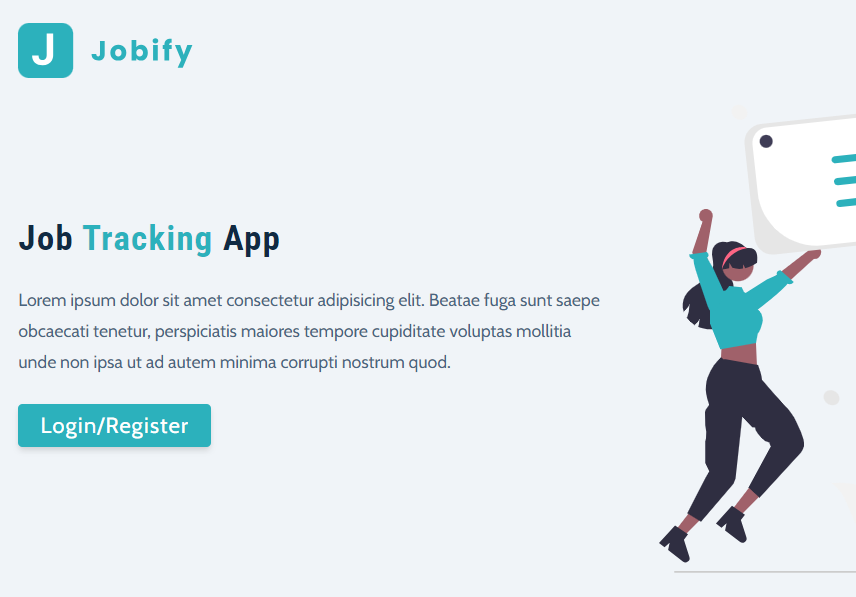 J Jobify
Job Tracking App
Lorem ipsum dolor sit amet consectetur adipisicing elit. Beatae fuga sunt saepe
obcaecati tenetur, perspiciatis maiores tempore cupiditate voluptas mollitia
unde non ipsa ut ad autem minima corrupti nostrum quod.
Login/Register